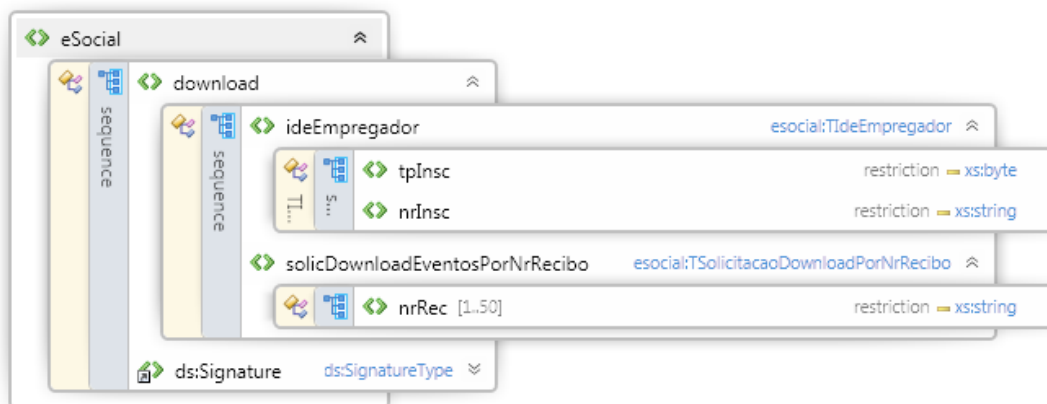 eSocial
sequence
download
sequence
ideEmpregador esocial:TIdeEmpregador
TI...
s...
tpInsc restriction xs:byte
nrInsc restriction xs:string
solicDownloadEventosPorNrRecibo esocial:TSolicitacaoDownloadPorNrRecibo
nrRec [1..50] restriction xs:string
ds:Signature ds:SignatureType